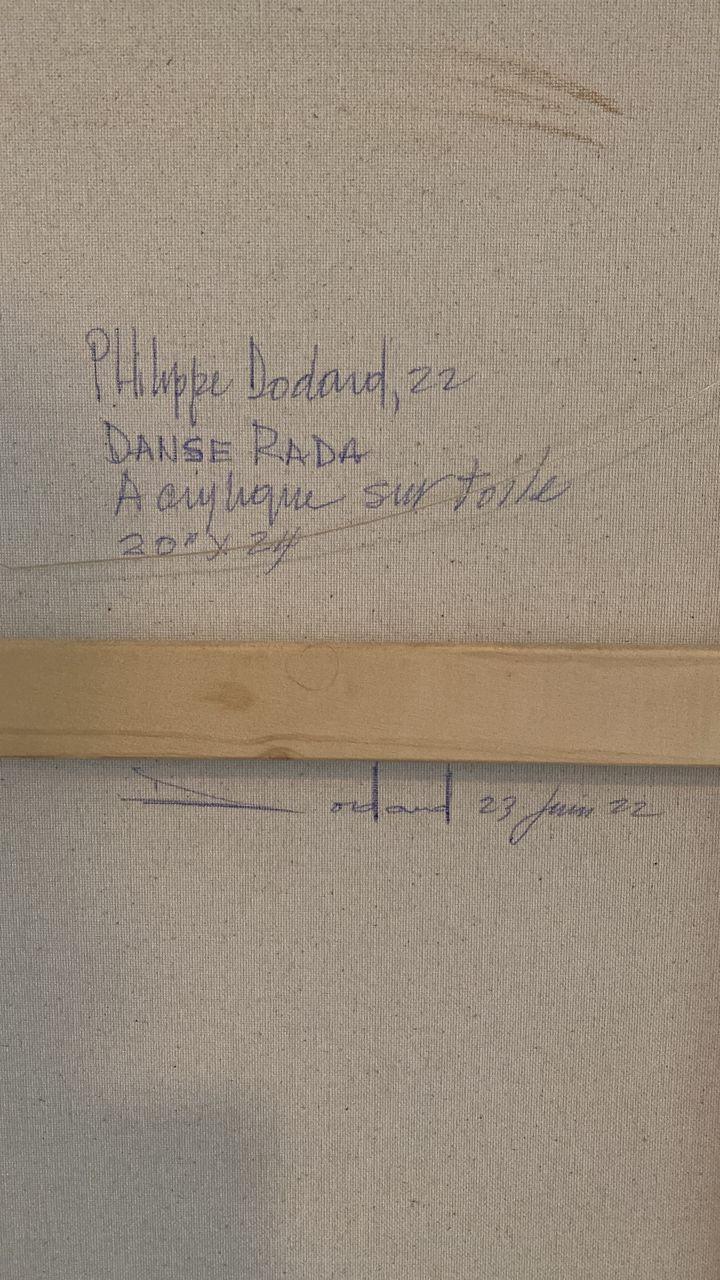 PHilippe Dodard, 22
DANSE RADA
Acrylique sur toile
20" X 24
Dodard 23 Juin 22